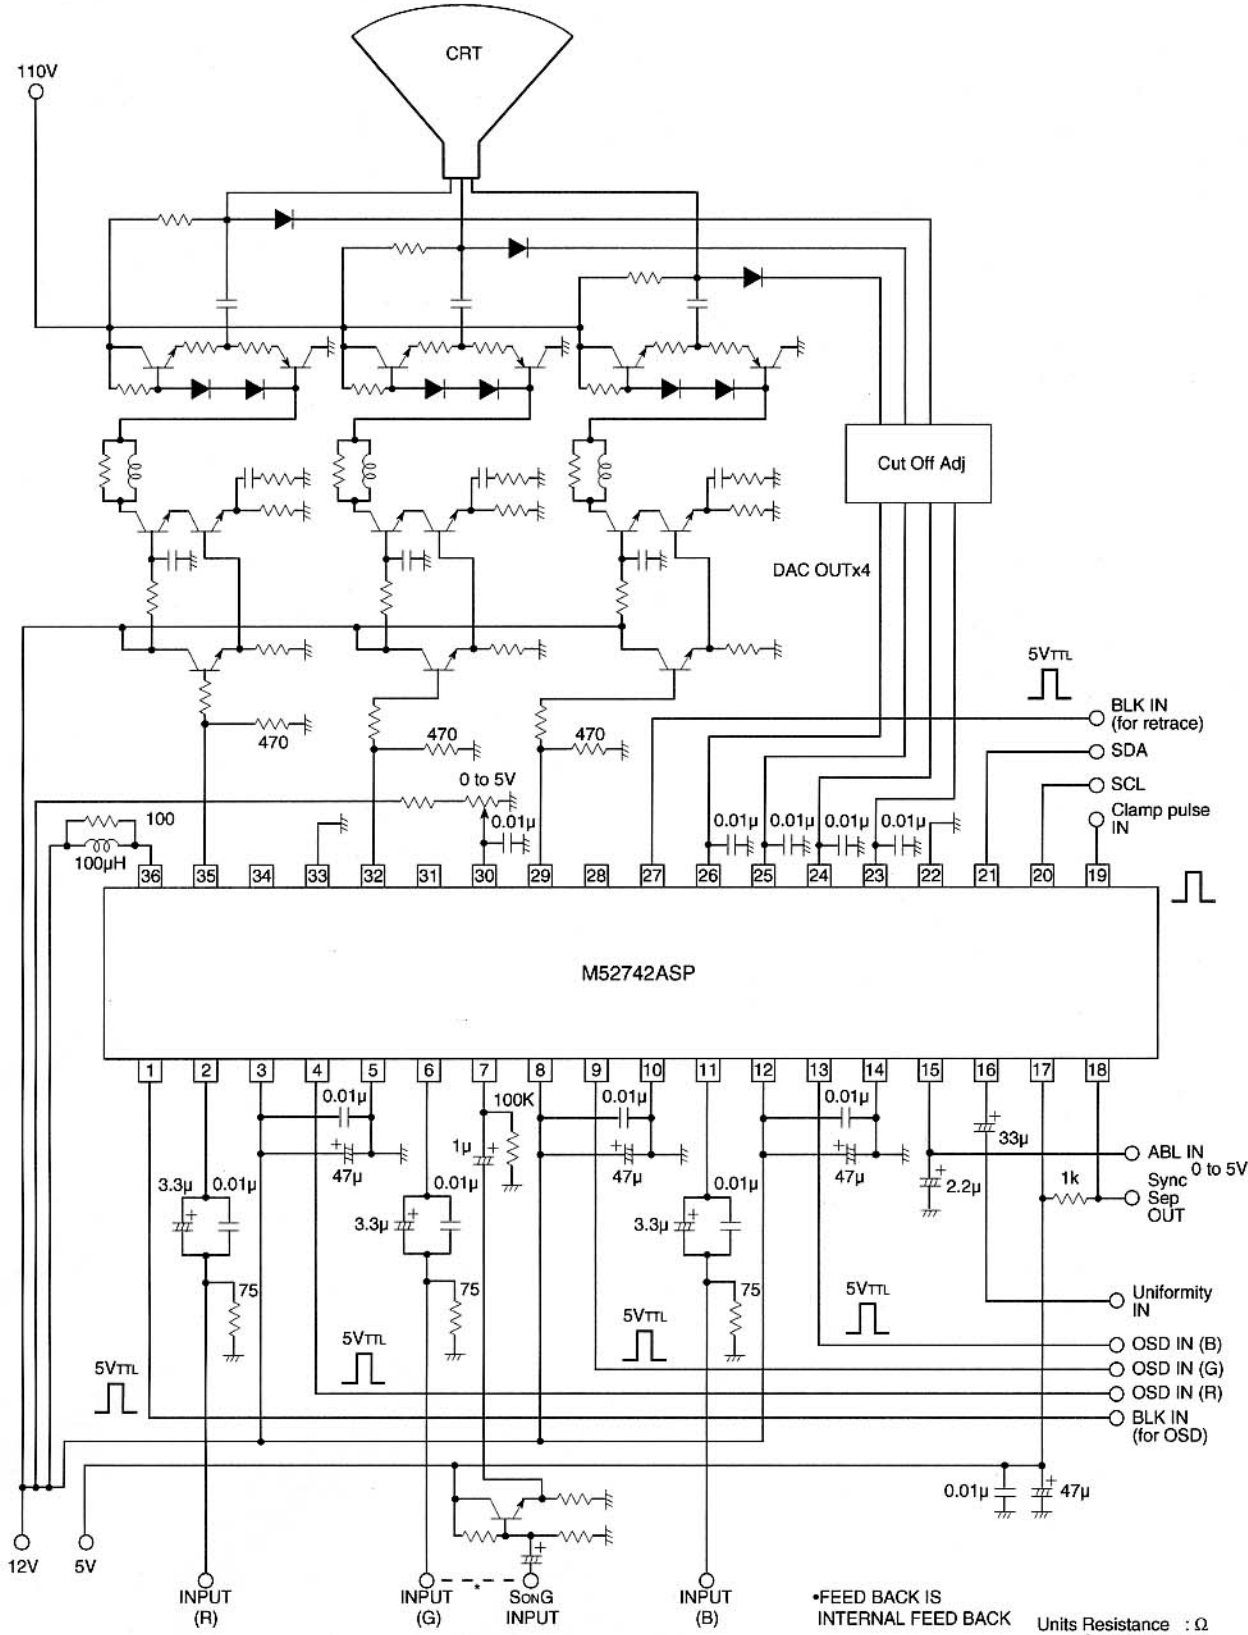 CRT
110V
Cut Off Adj
DAC OUTx4
5VTTL
BLK IN
(for retrace)
SDA
SCL
Clamp pulse
IN
470
470
470
0 to 5V
100
100µH
0.01µ
0.01µ
0.01µ
0.01µ
0.01µ
36 35 34 33 32 31 30 29 28 27 26 25 24 23 22 21 20 19
M52742ASP
1 2 3 4 5 6 7 8 9 10 11 12 13 14 15 16 17 18
0.01µ
100K
0.01µ
0.01µ
33µ
1µ
47µ
47µ
47µ
ABL IN
0 to 5V
3.3µ
0.01µ
3.3µ
0.01µ
3.3µ
0.01µ
2.2µ
1k
Sync
Sep
OUT
75
75
75
Uniformity
IN
5VTTL
5VTTL
5VTTL
5VTTL
OSD IN (B)
OSD IN (G)
OSD IN (R)
BLK IN
(for OSD)
0.01µ
47µ
12V
5V
INPUT
(R)
INPUT
(G)
*
SONG
INPUT
INPUT
(B)
•FEED BACK IS
INTERNAL FEED BACK
Units Resistance : Ω